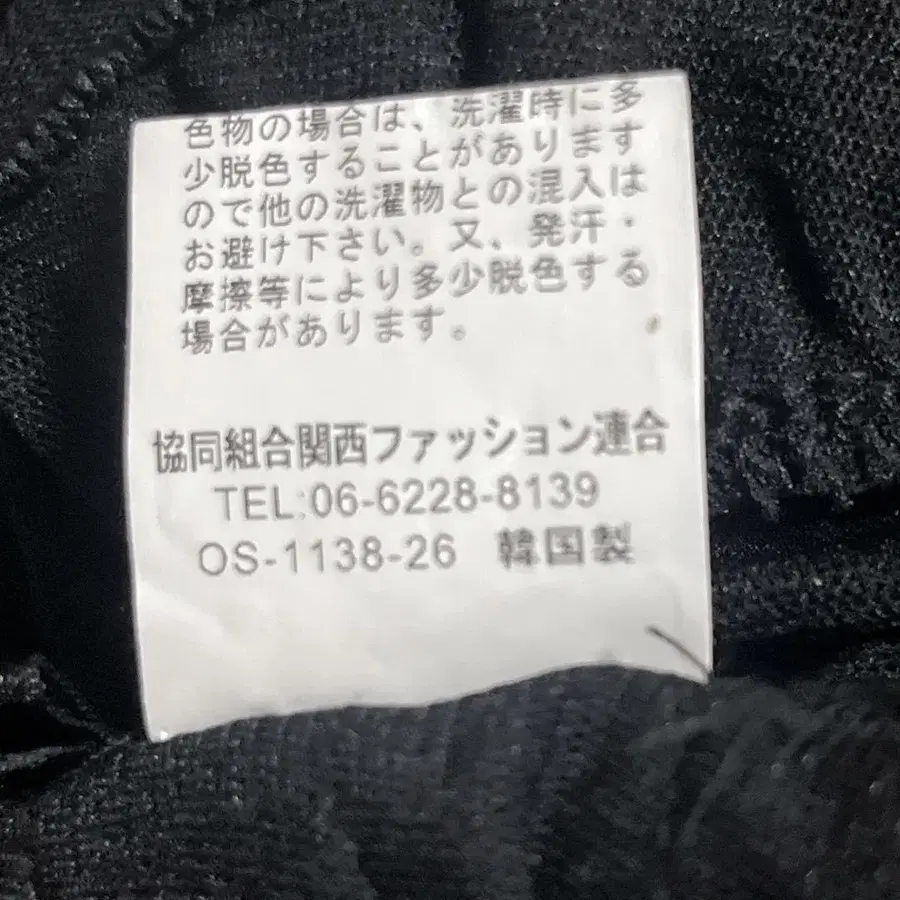 色物の場合は、洗濯時に多
少脱色することがあります
ので他の洗濯物との混入は
お避け下さい。又、発汗・
摩擦等により多少脱色する
場合があります。
協同組合関西ファッション連合
TEL:06-6228-8139
OS-1138-26 韓国製